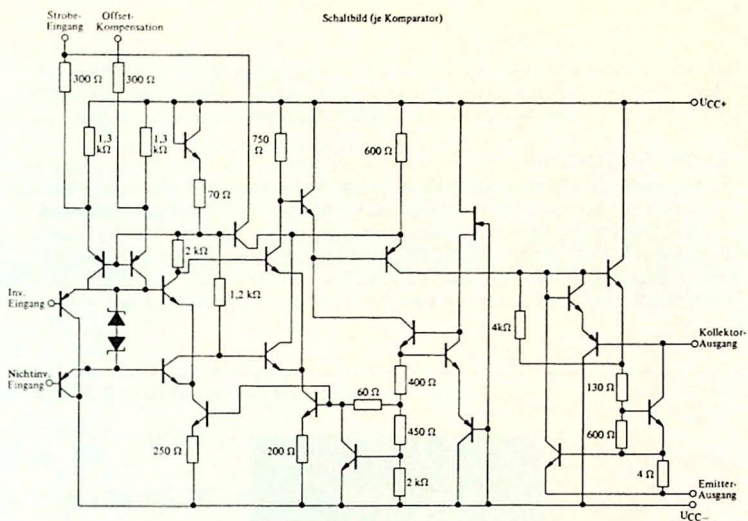 Strobe-
Eingang
Offset-
Kompensation
Schaltbild (je Komparator)
300 Ω
300 Ω
UCC+
1,3
kΩ
1,3
kΩ
750
Ω
600 Ω
70 Ω
2 kΩ
Inv.
Eingang
1,2 kΩ
4kΩ
Kollektor-
Ausgang
Nichtinv.
Eingang
60 Ω
400 Ω
130 Ω
250 Ω
200 Ω
450 Ω
600 Ω
2 kΩ
4 Ω
Emitter-
Ausgang
UCC−